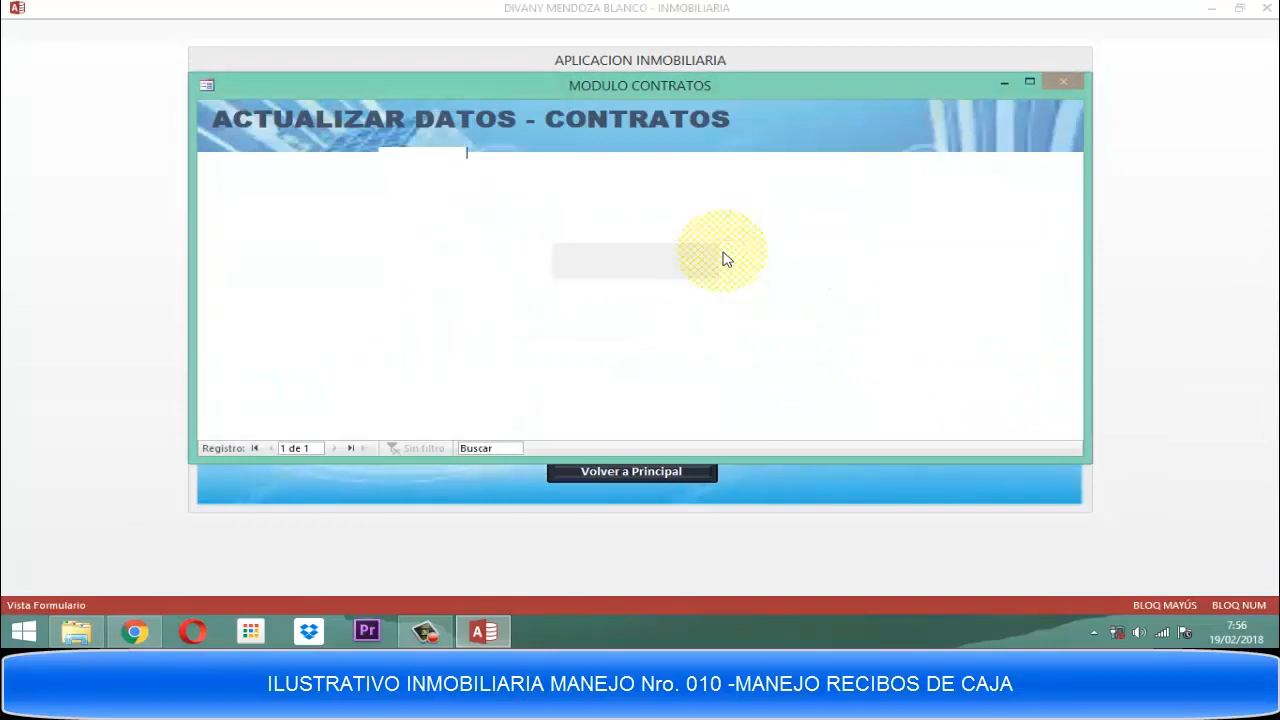 DIVANY MENDOZA BLANCO - INMOBILIARIA
APLICACION INMOBILIARIA
MODULO CONTRATOS
ACTUALIZAR DATOS - CONTRATOS
Registro: 1 de 1 Sin filtro Buscar
Volver a Principal
Vista Formulario BLOQ MAYÚS BLOQ NUM
Pr
7:56
19/02/2018
ILUSTRATIVO INMOBILIARIA MANEJO Nro. 010 -MANEJO RECIBOS DE CAJA